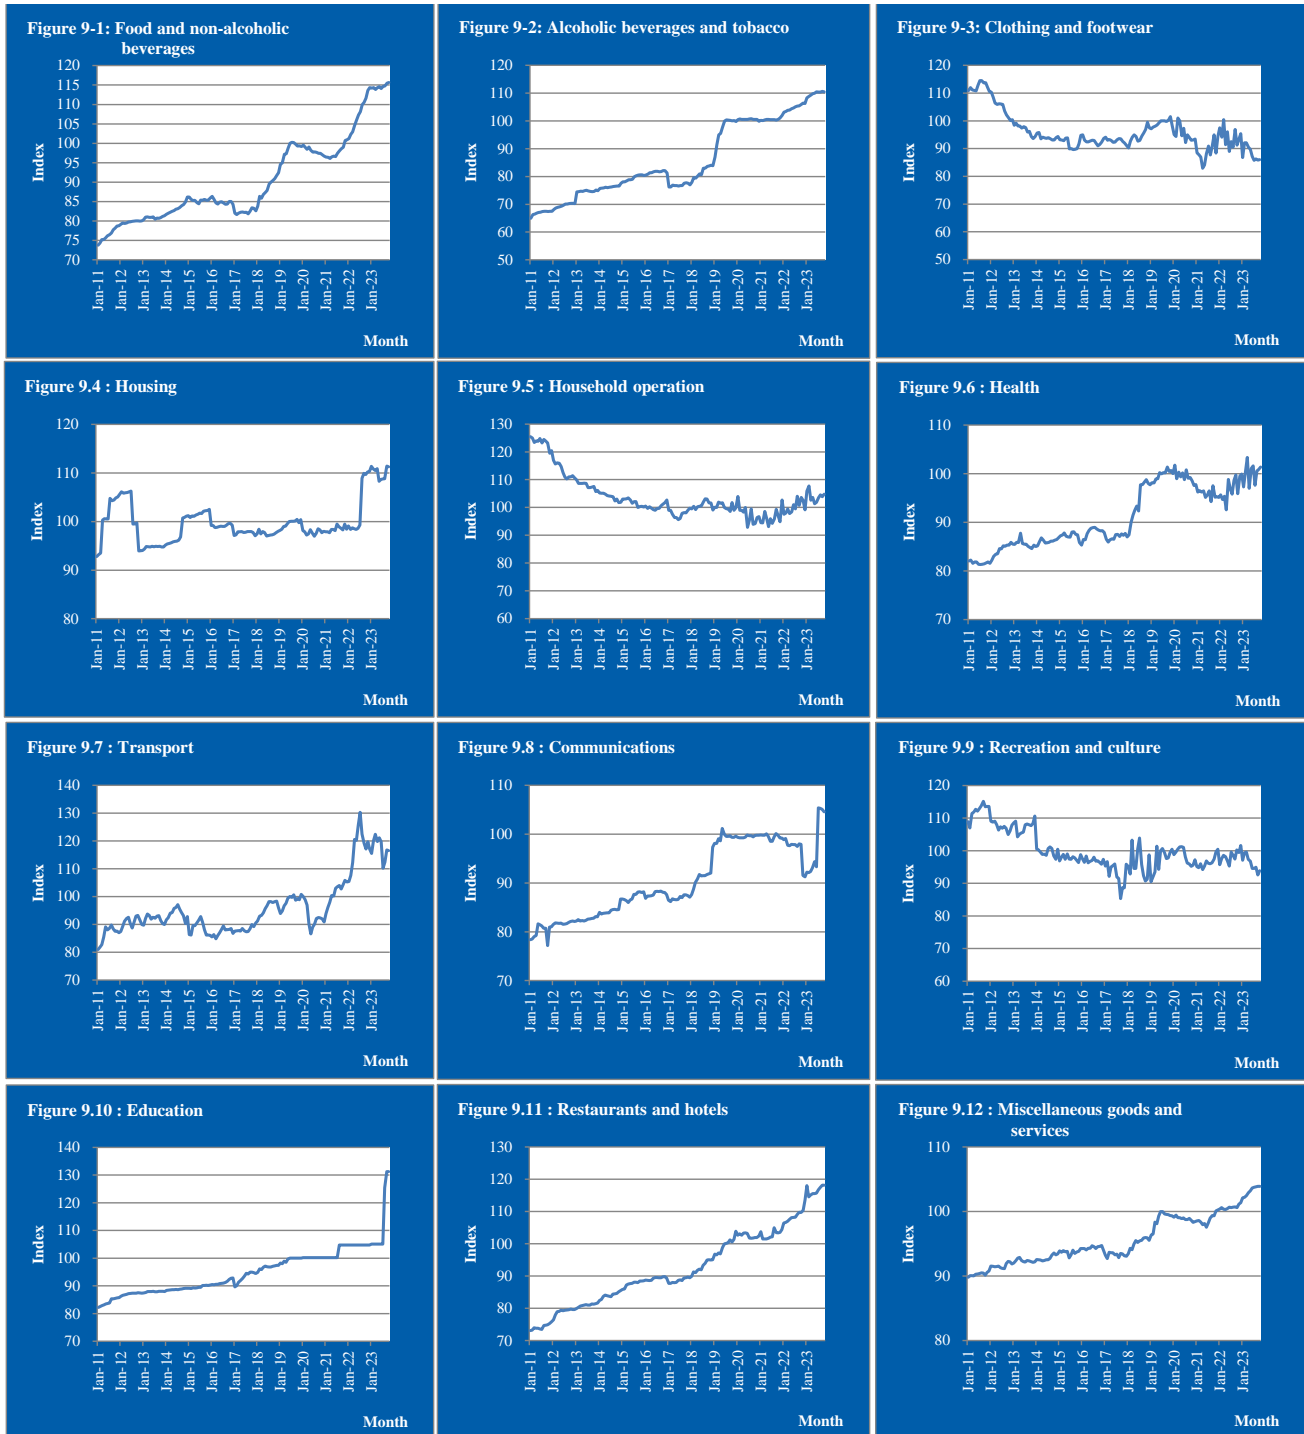 Figure 9-1: Food and non-alcoholic
beverages
120
115
110
105
100
95
90
85
80
75
70
Index
Jan-11
Jan-12
Jan-13
Jan-14
Jan-15
Jan-16
Jan-17
Jan-18
Jan-19
Jan-20
Jan-21
Jan-22
Jan-23
Month
Figure 9-2: Alcoholic beverages and tobacco
120
110
100
90
80
70
60
50
Index
Jan-11
Jan-12
Jan-13
Jan-14
Jan-15
Jan-16
Jan-17
Jan-18
Jan-19
Jan-20
Jan-21
Jan-22
Jan-23
Month
Figure 9-3: Clothing and footwear
120
110
100
90
80
70
60
50
Index
Jan-11
Jan-12
Jan-13
Jan-14
Jan-15
Jan-16
Jan-17
Jan-18
Jan-19
Jan-20
Jan-21
Jan-22
Jan-23
Month
Figure 9.4 : Housing
120
110
100
90
80
Index
Jan-11
Jan-12
Jan-13
Jan-14
Jan-15
Jan-16
Jan-17
Jan-18
Jan-19
Jan-20
Jan-21
Jan-22
Jan-23
Month
Figure 9.5 : Household operation
130
120
110
100
90
80
70
60
Index
Jan-11
Jan-12
Jan-13
Jan-14
Jan-15
Jan-16
Jan-17
Jan-18
Jan-19
Jan-20
Jan-21
Jan-22
Jan-23
Month
Figure 9.6 : Health
110
100
90
80
70
Index
Jan-11
Jan-12
Jan-13
Jan-14
Jan-15
Jan-16
Jan-17
Jan-18
Jan-19
Jan-20
Jan-21
Jan-22
Jan-23
Month
Figure 9.7 : Transport
140
130
120
110
100
90
80
70
Index
Jan-11
Jan-12
Jan-13
Jan-14
Jan-15
Jan-16
Jan-17
Jan-18
Jan-19
Jan-20
Jan-21
Jan-22
Jan-23
Month
Figure 9.8 : Communications
110
100
90
80
70
Index
Jan-11
Jan-12
Jan-13
Jan-14
Jan-15
Jan-16
Jan-17
Jan-18
Jan-19
Jan-20
Jan-21
Jan-22
Jan-23
Month
Figure 9.9 : Recreation and culture
120
110
100
90
80
70
60
Index
Jan-11
Jan-12
Jan-13
Jan-14
Jan-15
Jan-16
Jan-17
Jan-18
Jan-19
Jan-20
Jan-21
Jan-22
Jan-23
Month
Figure 9.10 : Education
140
130
120
110
100
90
80
70
Index
Jan-11
Jan-12
Jan-13
Jan-14
Jan-15
Jan-16
Jan-17
Jan-18
Jan-19
Jan-20
Jan-21
Jan-22
Jan-23
Month
Figure 9.11 : Restaurants and hotels
130
120
110
100
90
80
70
Index
Jan-11
Jan-12
Jan-13
Jan-14
Jan-15
Jan-16
Jan-17
Jan-18
Jan-19
Jan-20
Jan-21
Jan-22
Jan-23
Month
Figure 9.12 : Miscellaneous goods and
services
110
100
90
80
Index
Jan-11
Jan-12
Jan-13
Jan-14
Jan-15
Jan-16
Jan-17
Jan-18
Jan-19
Jan-20
Jan-21
Jan-22
Jan-23
Month